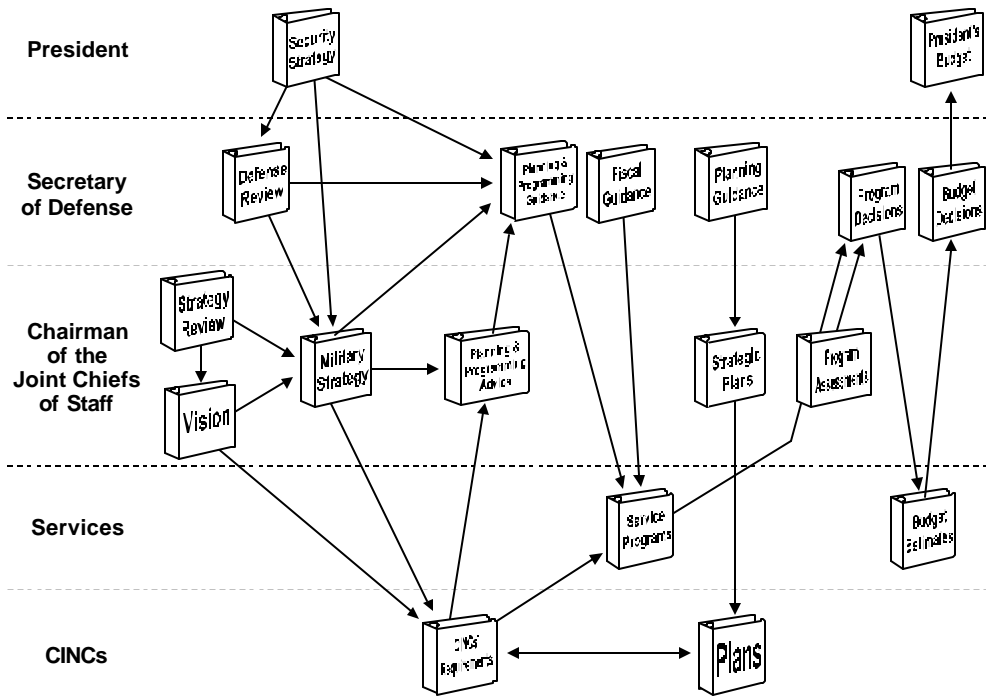 President
Security
Strategy
President's
Budget
Secretary
of Defense
Defense
Review
Planning &
Programming
Guidance
Fiscal
Guidance
Planning
Guidance
Program
Decisions
Budget
Decisions
Chairman
of the
Joint Chiefs
of Staff
Strategy
Review
Vision
Military
Strategy
Planning &
Programming
Advice
Strategic
Plans
Program
Assessments
Services
Service
Programs
Budget
Estimates
CINCs
CINCs'
Requirements
Plans